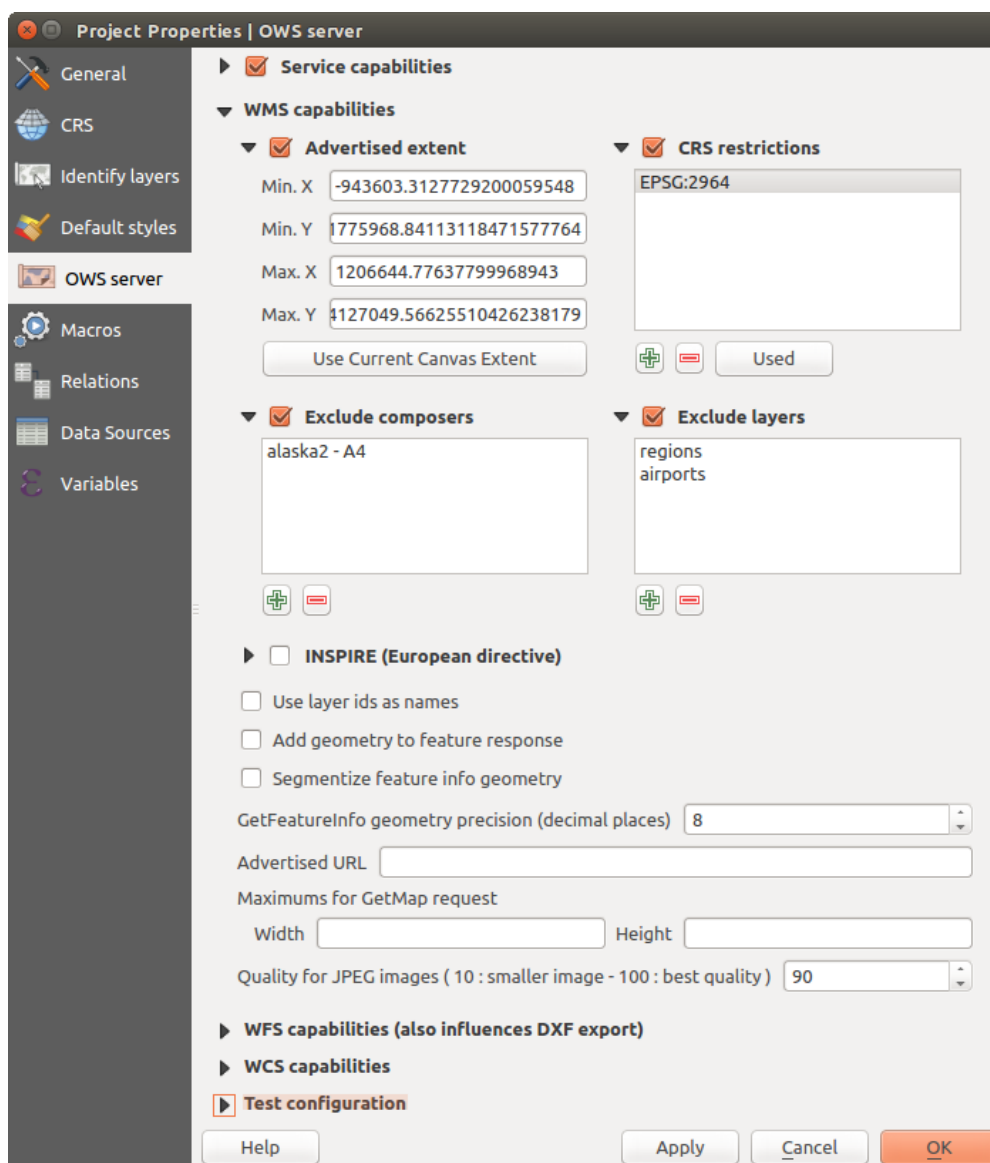 Project Properties | OWS server
General
CRS
Identify layers
Default styles
OWS server
Macros
Relations
Data Sources
Variables
Service capabilities
WMS capabilities
Advertised extent
Min. X -943603.3127729200059548
Min. Y 1775968.84113118471577764
Max. X 1206644.77637799968943
Max. Y 4127049.56625510426238179
Use Current Canvas Extent
CRS restrictions
EPSG:2964
Used
Exclude composers
alaska2 - A4
Exclude layers
regions
airports
INSPIRE (European directive)
Use layer ids as names
Add geometry to feature response
Segmentize feature info geometry
GetFeatureInfo geometry precision (decimal places) 8
Advertised URL
Maximums for GetMap request
Width Height
Quality for JPEG images ( 10 : smaller image - 100 : best quality ) 90
WFS capabilities (also influences DXF export)
WCS capabilities
Test configuration
Help Apply Cancel OK